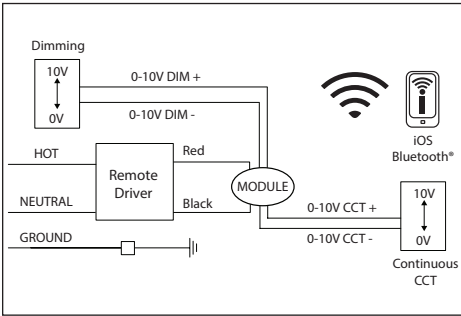 Dimming
10V
0V
0-10V DIM +
0-10V DIM -
iOS
Bluetooth®
HOT
NEUTRAL
GROUND
Remote
Driver
Red
Black
MODULE
0-10V CCT +
0-10V CCT -
10V
0V
Continuous
CCT